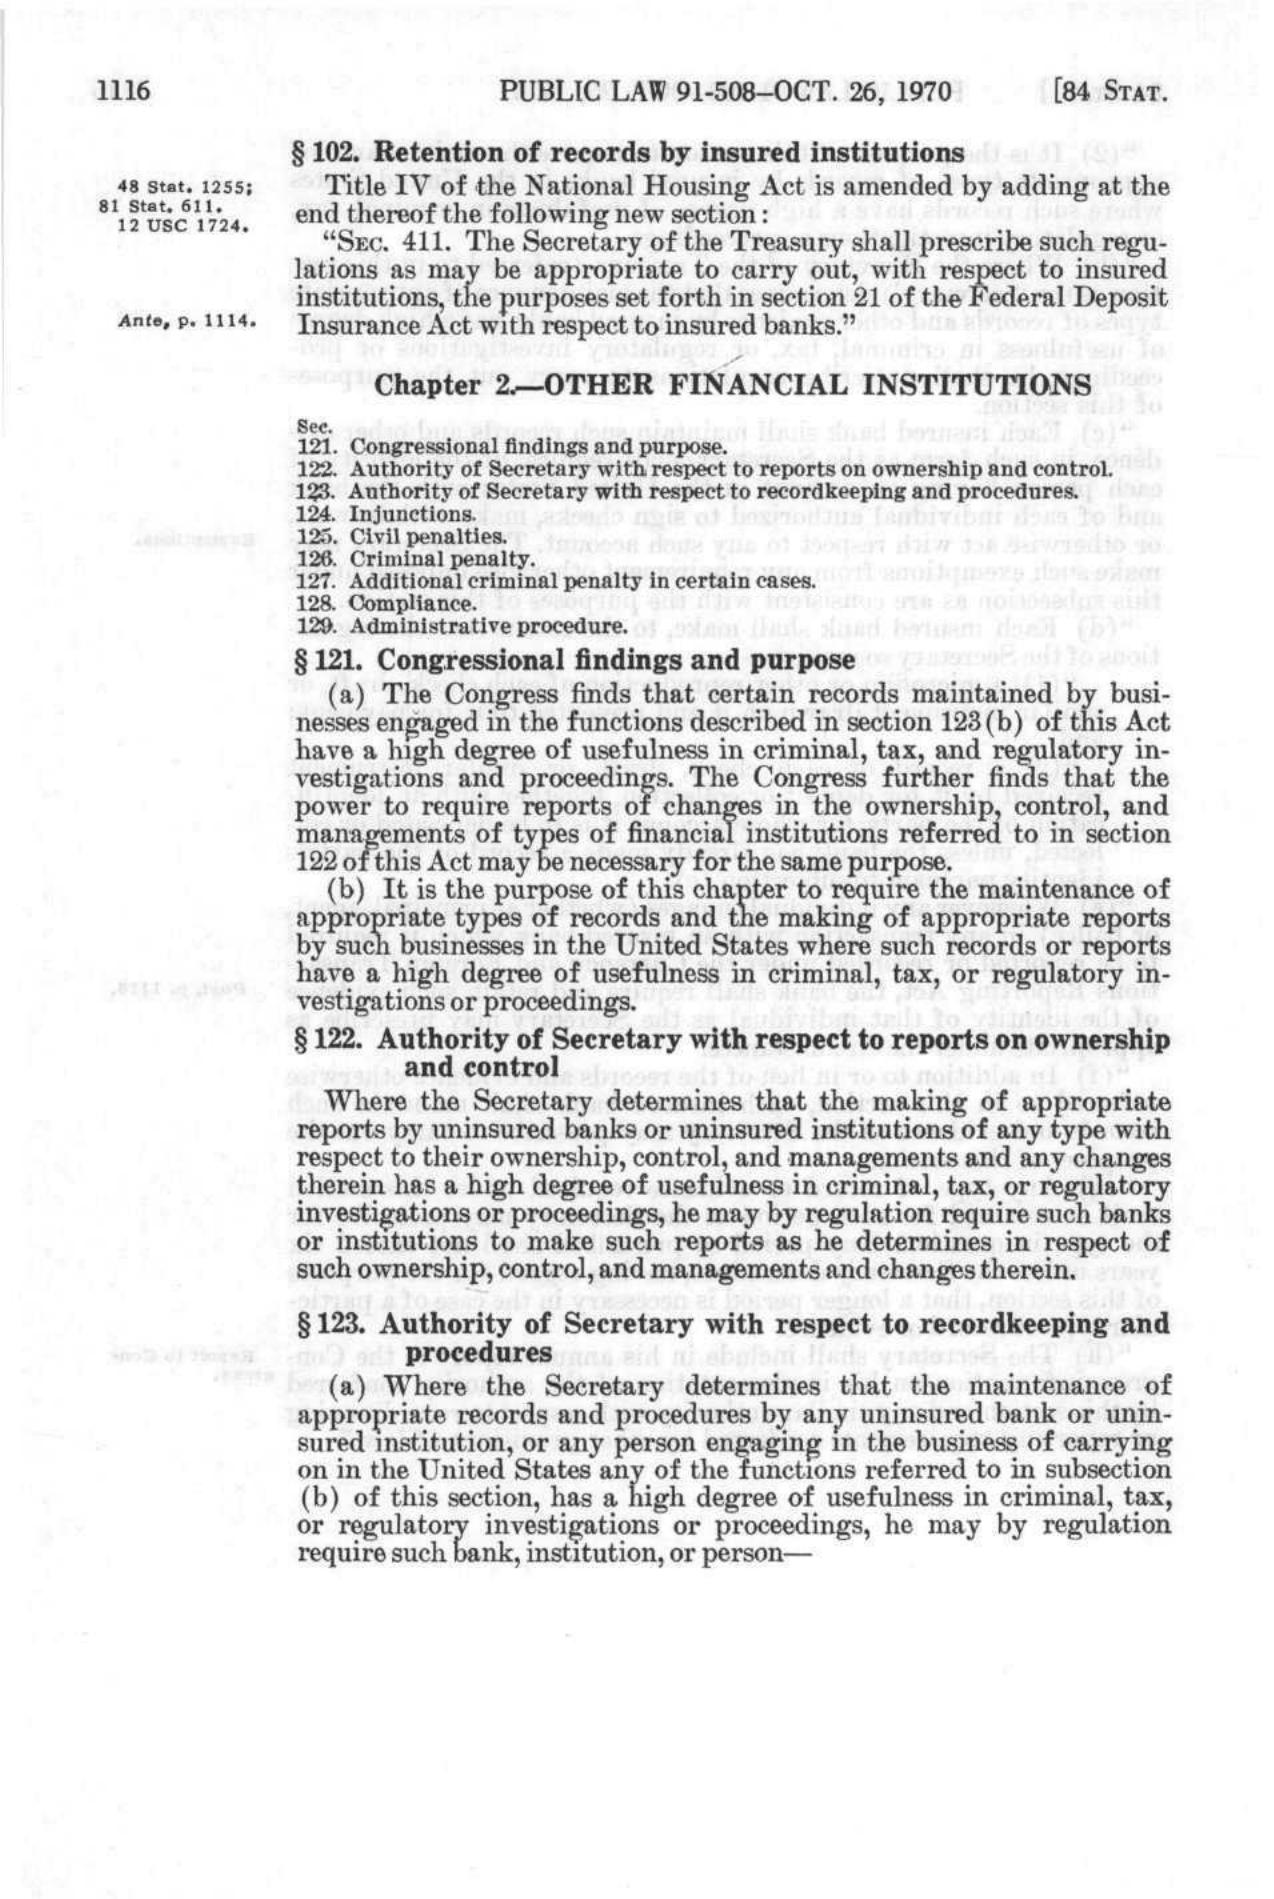 1116
PUBLIC LAW 91-508-OCT. 26, 1970
[84 STAT.
§ 102. Retention of records by insured institutions
48 Stat. 1255;
81 Stat. 611.
12 USC 1724.
Title IV of the National Housing Act is amended by adding at the
end thereof the following new section:
“SEC. 411. The Secretary of the Treasury shall prescribe such regu-
lations as may be appropriate to carry out, with respect to insured
institutions, the purposes set forth in section 21 of the Federal Deposit
Ante, p. 1114.
Insurance Act with respect to insured banks.”
Chapter 2.—OTHER FINANCIAL INSTITUTIONS
Sec.
121. Congressional findings and purpose.
122. Authority of Secretary with respect to reports on ownership and control.
123. Authority of Secretary with respect to recordkeeping and procedures.
124. Injunctions.
125. Civil penalties.
126. Criminal penalty.
127. Additional criminal penalty in certain cases.
128. Compliance.
129. Administrative procedure.
§ 121. Congressional findings and purpose
(a) The Congress finds that certain records maintained by busi-
nesses engaged in the functions described in section 123(b) of this Act
have a high degree of usefulness in criminal, tax, and regulatory in-
vestigations and proceedings. The Congress further finds that the
power to require reports of changes in the ownership, control, and
managements of types of financial institutions referred to in section
122 of this Act may be necessary for the same purpose.
(b) It is the purpose of this chapter to require the maintenance of
appropriate types of records and the making of appropriate reports
by such businesses in the United States where such records or reports
have a high degree of usefulness in criminal, tax, or regulatory in-
vestigations or proceedings.
§ 122. Authority of Secretary with respect to reports on ownership
and control
Where the Secretary determines that the making of appropriate
reports by uninsured banks or uninsured institutions of any type with
respect to their ownership, control, and managements and any changes
therein has a high degree of usefulness in criminal, tax, or regulatory
investigations or proceedings, he may by regulation require such banks
or institutions to make such reports as he determines in respect of
such ownership, control, and managements and changes therein.
§ 123. Authority of Secretary with respect to recordkeeping and
procedures
(a) Where the Secretary determines that the maintenance of
appropriate records and procedures by any uninsured bank or unin-
sured institution, or any person engaging in the business of carrying
on in the United States any of the functions referred to in subsection
(b) of this section, has a high degree of usefulness in criminal, tax,
or regulatory investigations or proceedings, he may by regulation
require such bank, institution, or person—